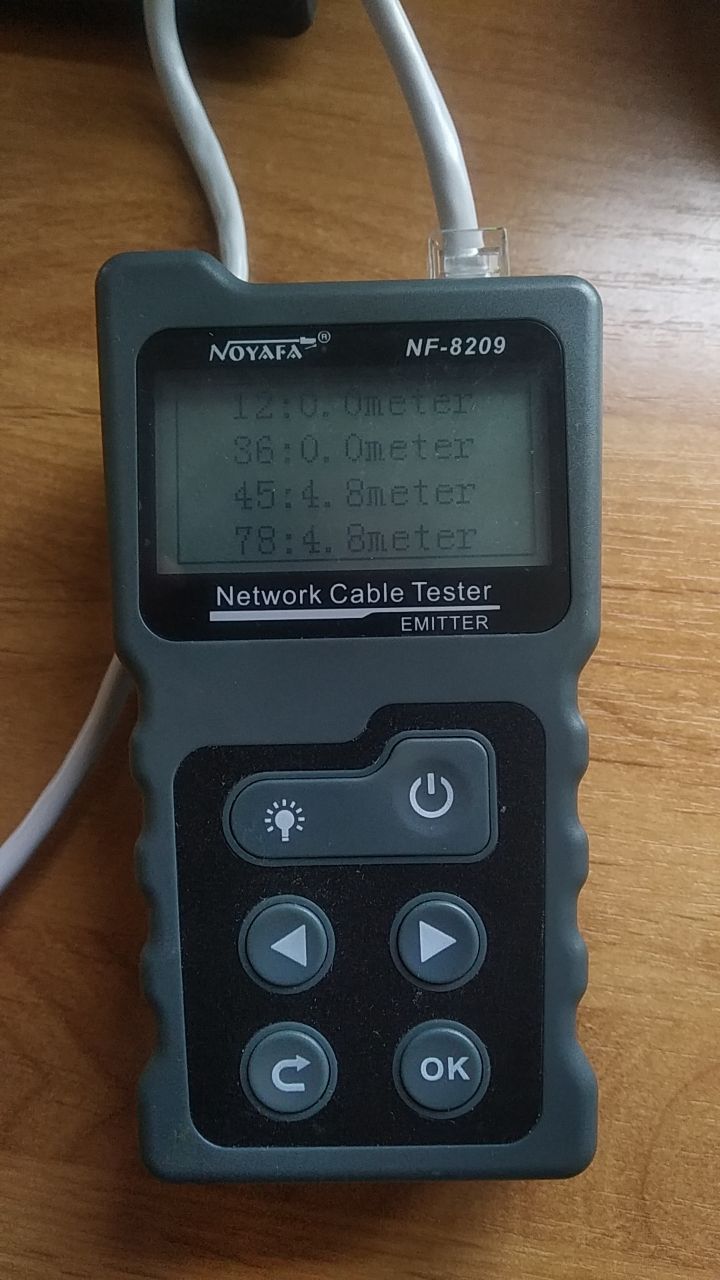 NOYAFA®
NF-8209
12:0.0meter
36:0.0meter
45:4.8meter
78:4.8meter
Network Cable Tester
EMITTER
OK